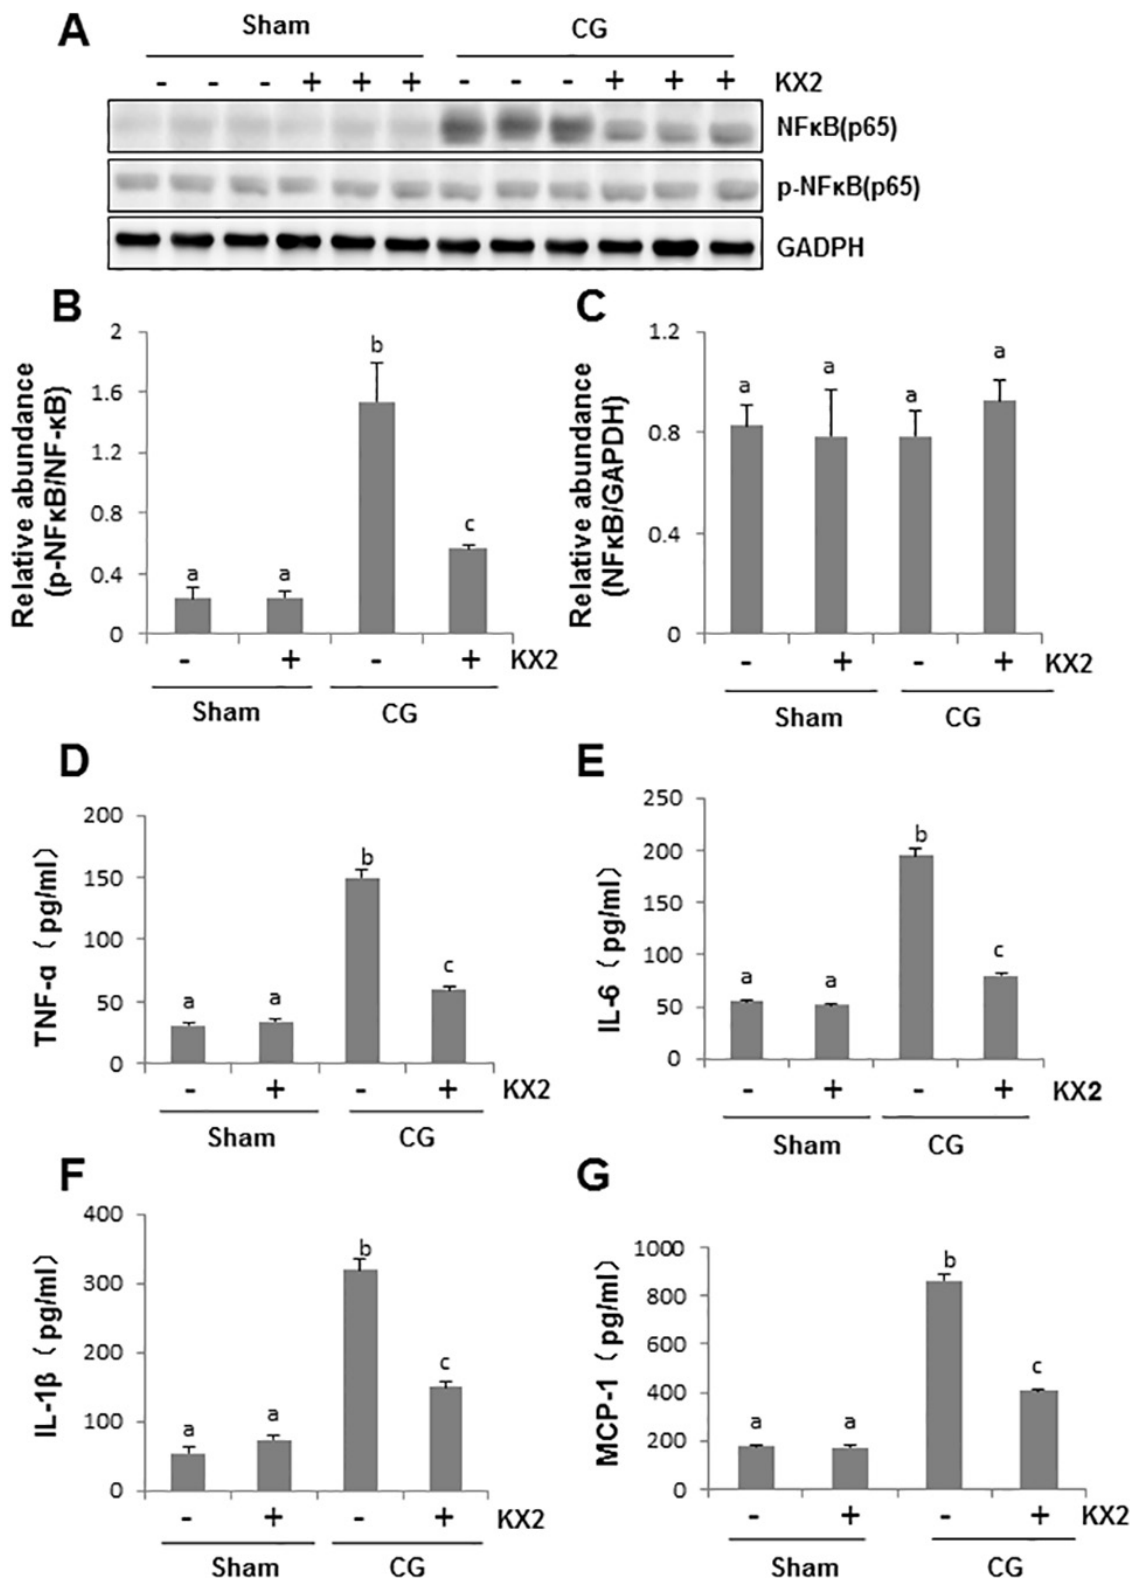 A
Sham
CG
- - - + + + - - - + + + KX2
NFκB(p65)
p-NFκB(p65)
GADPH
B
Relative abundance
(p-NFκB/NF-κB)
2
1.6
1.2
0.8
0.4
0
a
a
b
c
- + - + KX2
Sham
CG
C
Relative abundance
(NFκB/GAPDH)
1.2
0.8
0.4
0
a
a
a
a
- + - + KX2
Sham
CG
D
TNF-α (pg/ml)
200
150
100
50
0
a
a
b
c
- + - + KX2
Sham
CG
E
IL-6 (pg/ml)
250
200
150
100
50
0
a
a
b
c
- + - + KX2
Sham
CG
F
IL-1β (pg/ml)
400
300
200
100
0
a
a
b
c
- + - + KX2
Sham
CG
G
MCP-1 (pg/ml)
1000
800
600
400
200
0
a
a
b
c
- + - + KX2
Sham
CG